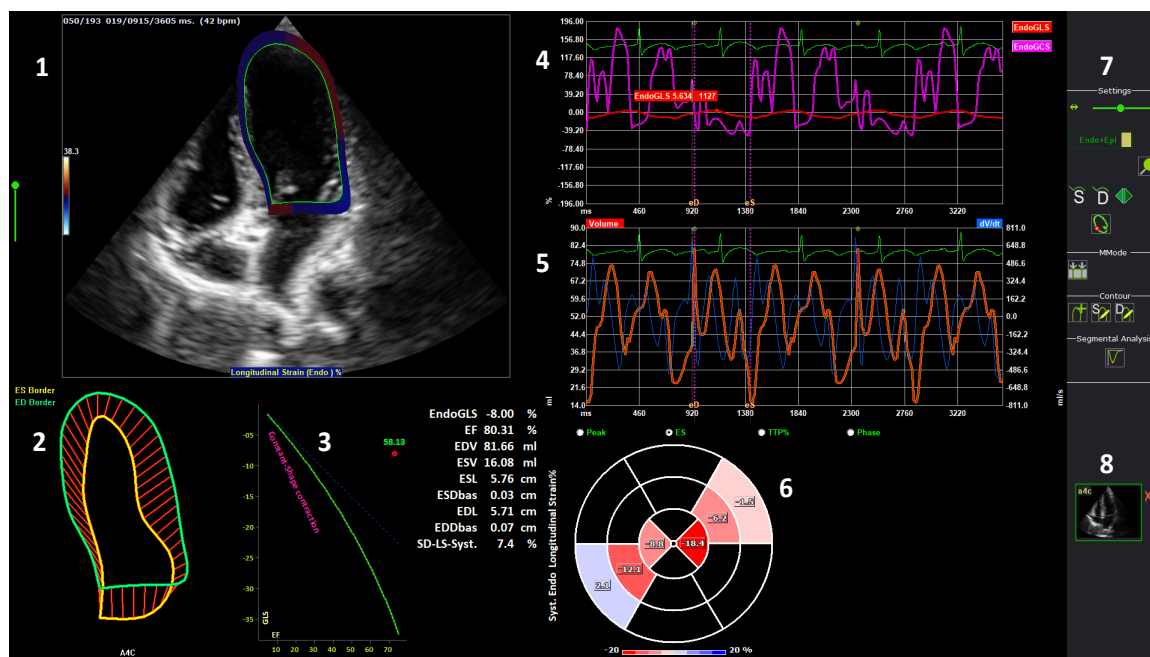 050/193 019/0915/3605 ms. (42 bpm)
1
38.3
Longitudinal Strain (Endo ) %
4
196.00
156.80
117.60
78.40
39.20
0.00
-39.20
-78.40
-117.60
-156.80
-196.00
%
EndoGLS
EndoGCS
EndoGLS 5.634 1127
ms 460 920 1380 1840 2300 2760 3220
D
S
5
Volume
dV/dt
90.0
82.4
74.8
67.2
59.6
52.0
44.4
36.8
29.2
21.6
14.0
ml
811.0
648.8
486.6
324.4
162.2
0.0
-162.2
-324.4
-486.6
-648.8
-811.0
ml/s
ms 460 920 1380 1840 2300 2760 3220
D
S
7
Settings
Endo+Epi
S D
MMode
Contour
S D
Segmental Analysis
ES Border
ED Border
2
A4C
3
-05
-10
-15
-20
-25
-30
-35
GLS
EF
10 20 30 40 50 60 70
Constant-Shape contraction
58.13
EndoGLS -8.00 %
EF 80.31 %
EDV 81.66 ml
ESV 16.08 ml
ESL 5.76 cm
ESDbas 0.03 cm
EDL 5.71 cm
EDDbas 0.07 cm
SD-LS-Syst. 7.4 %
Peak ES TTP% Phase
Syst. Endo Longitudinal Strain%
6
-1.5
-6.2
-8.8
-18.4
-12.1
2.1
-20 20 %
8
a4c